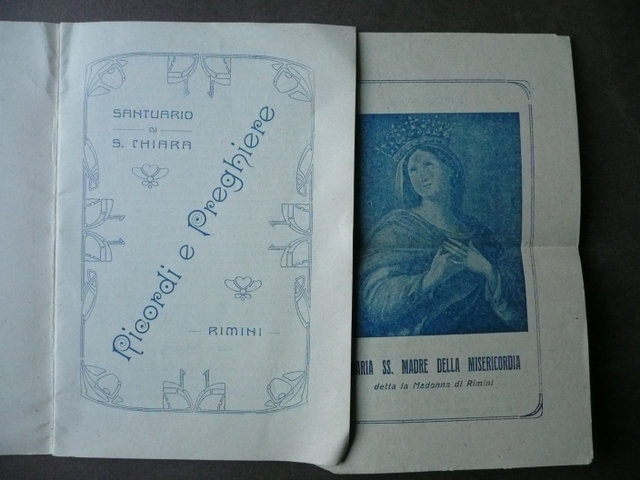 SANTUARIO
DI
S. CHIARA
Ricordi e Preghiere
RIMINI
ARIA SS. MADRE DELLA MISERICORDIA
detta la Madonna di Rimini